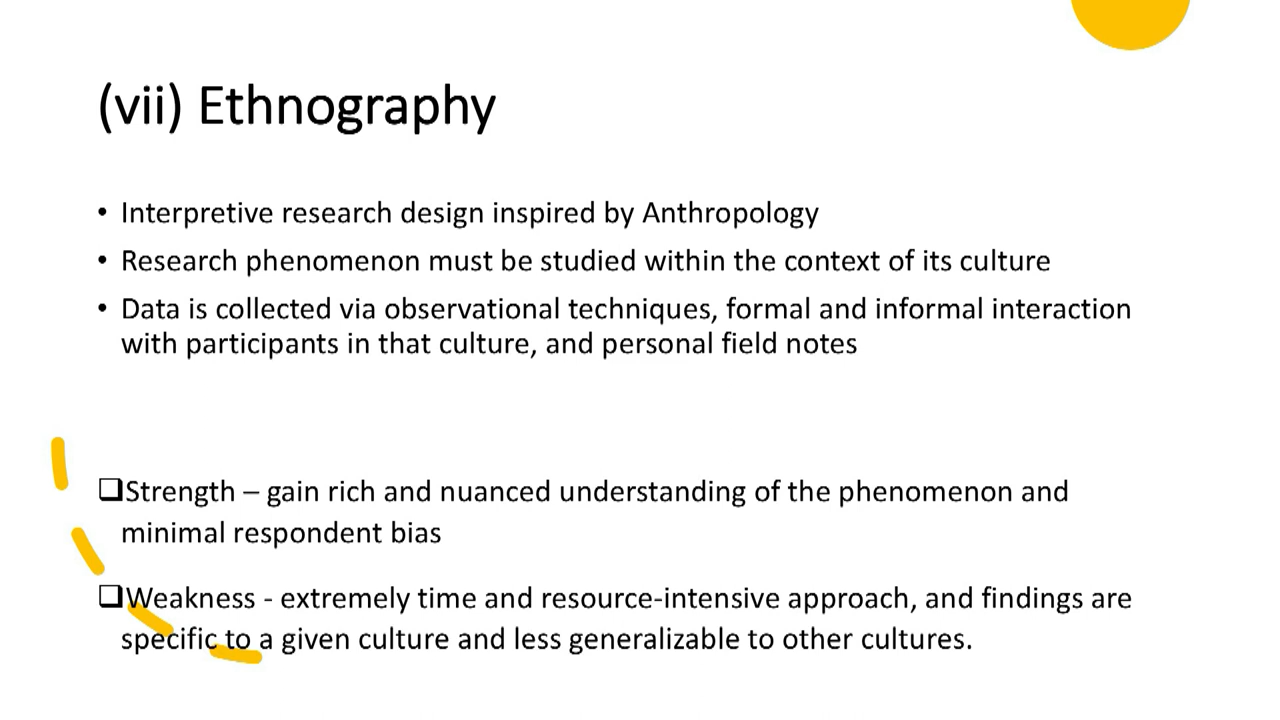 (vii) Ethnography
• Interpretive research design inspired by Anthropology
• Research phenomenon must be studied within the context of its culture
• Data is collected via observational techniques, formal and informal interaction
with participants in that culture, and personal field notes
❑Strength – gain rich and nuanced understanding of the phenomenon and
minimal respondent bias
❑Weakness - extremely time and resource-intensive approach, and findings are
specific to a given culture and less generalizable to other cultures.